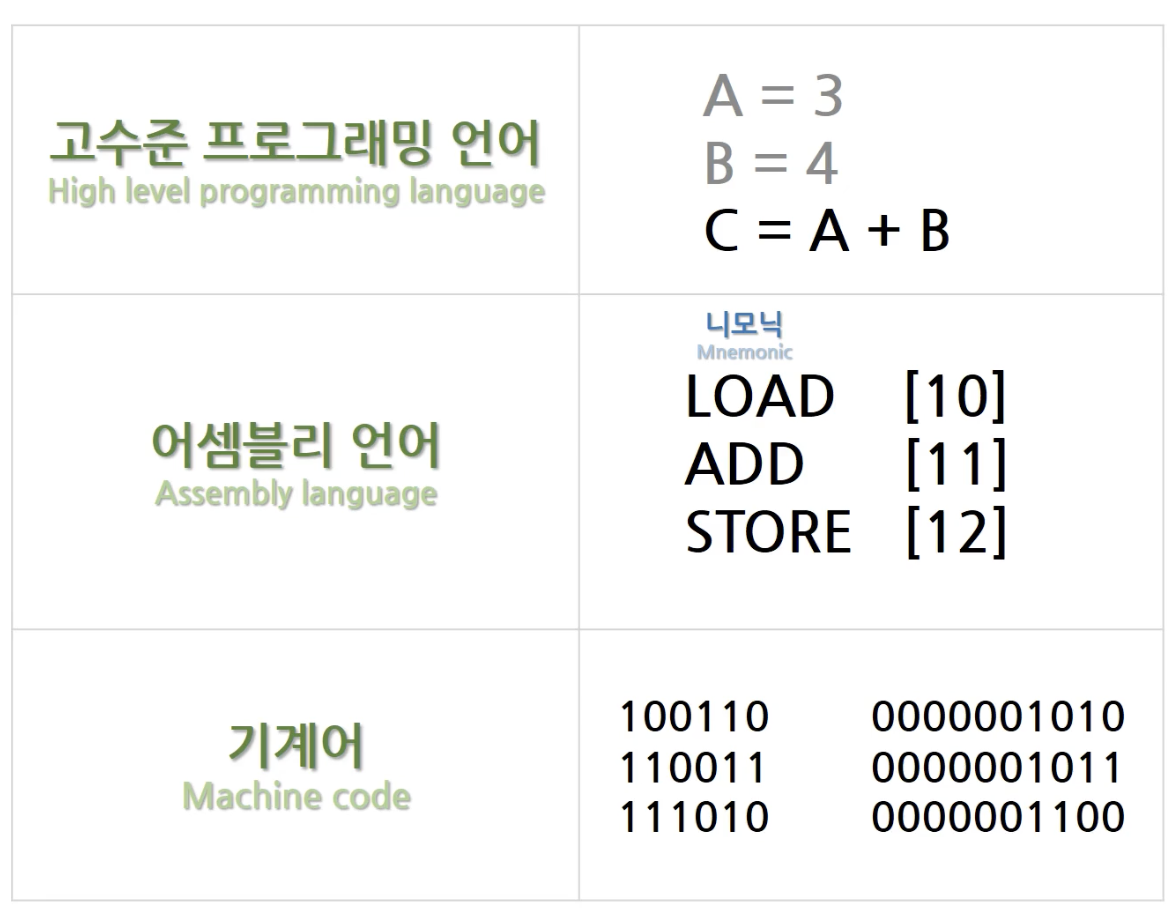 고수준 프로그래밍 언어
High level programming language
A = 3
B = 4
C = A + B
어셈블리 언어
Assembly language
니모닉
Mnemonic
LOAD [10]
ADD [11]
STORE [12]
기계어
Machine code
100110 0000001010
110011 0000001011
111010 0000001100